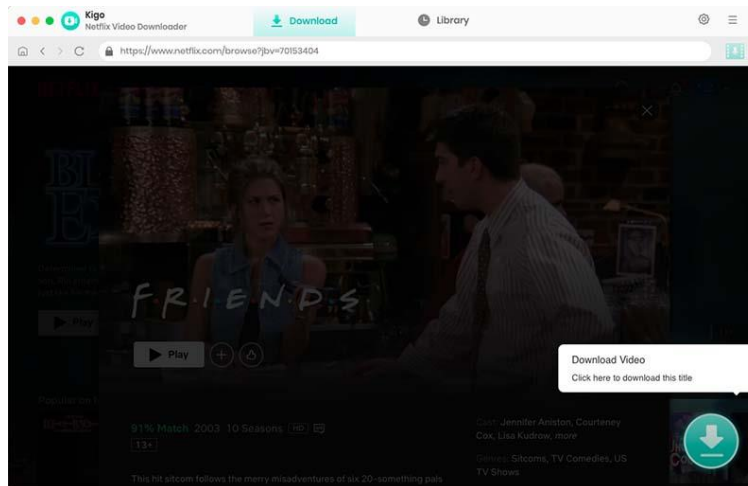 Kigo
Netflix Video Downloader
Download
Library
https://www.netflix.com/browse?jbv=70153404
F·R·I·E·N·D·S
Play
Play
Download Video
Click here to download this title
91% Match 2003 10 Seasons HD
13+
Cast: Jennifer Aniston, Courteney
Cox, Lisa Kudrow, more
Genres: Sitcoms, TV Comedies, US
TV Shows
This hit sitcom follows the merry misadventures of six 20-something pals